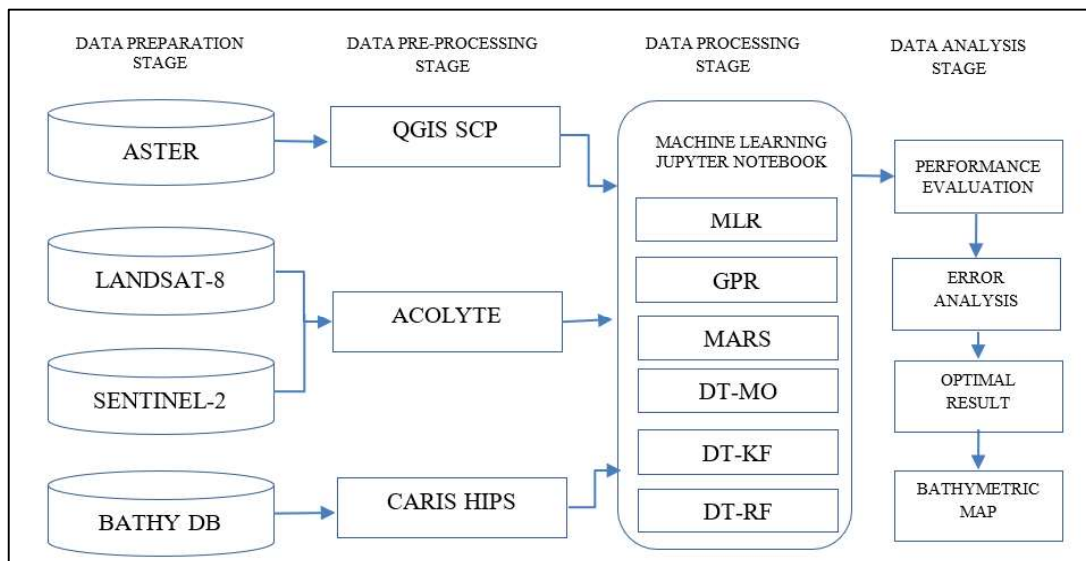 DATA PREPARATION
STAGE
DATA PRE-PROCESSING
STAGE
DATA PROCESSING
STAGE
DATA ANALYSIS
STAGE
ASTER
LANDSAT-8
SENTINEL-2
BATHY DB
QGIS SCP
ACOLYTE
CARIS HIPS
MACHINE LEARNING
JUPYTER NOTEBOOK
MLR
GPR
MARS
DT-MO
DT-KF
DT-RF
PERFORMANCE
EVALUATION
ERROR
ANALYSIS
OPTIMAL
RESULT
BATHYMETRIC
MAP